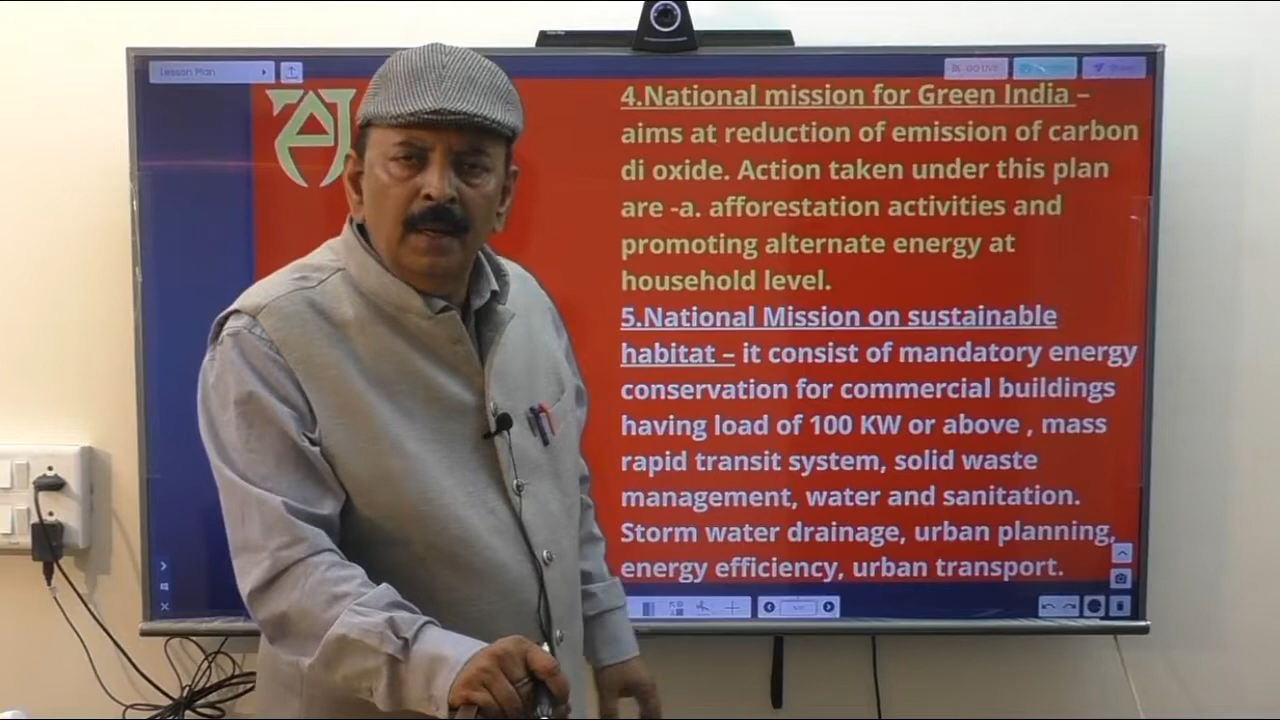 Lesson Plan
GO LIVE
4.National mission for Green India –
aims at reduction of emission of carbon
di oxide. Action taken under this plan
are -a. afforestation activities and
promoting alternate energy at
household level.
5.National Mission on sustainable
habitat – it consist of mandatory energy
conservation for commercial buildings
having load of 100 KW or above , mass
rapid transit system, solid waste
management, water and sanitation.
Storm water drainage, urban planning,
energy efficiency, urban transport.